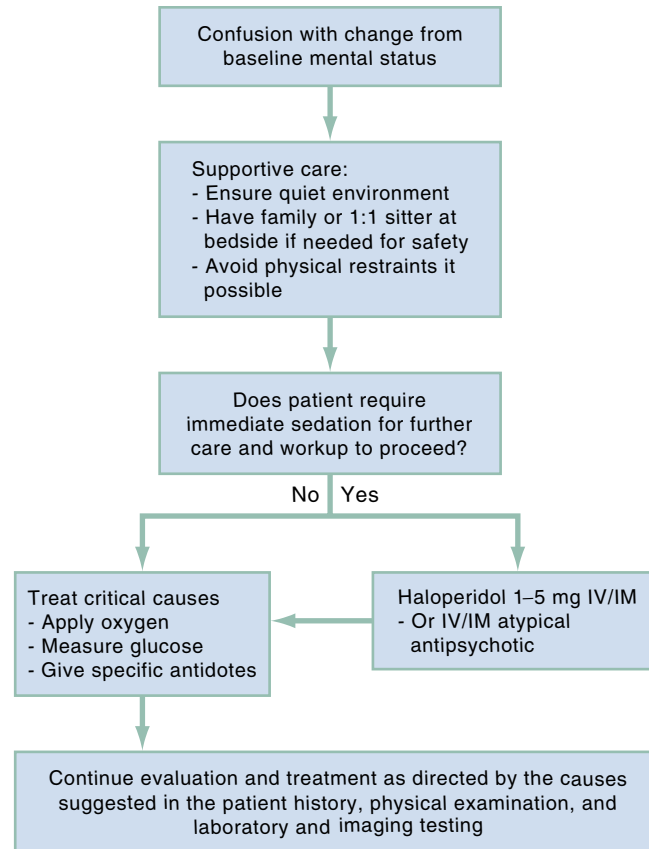 Confusion with change from
baseline mental status
Supportive care:
- Ensure quiet environment
- Have family or 1:1 sitter at
bedside if needed for safety
- Avoid physical restraints it
possible
Does patient require
immediate sedation for further
care and workup to proceed?
No Yes
Treat critical causes
- Apply oxygen
- Measure glucose
- Give specific antidotes
Haloperidol 1–5 mg IV/IM
- Or IV/IM atypical
antipsychotic
Continue evaluation and treatment as directed by the causes
suggested in the patient history, physical examination, and
laboratory and imaging testing